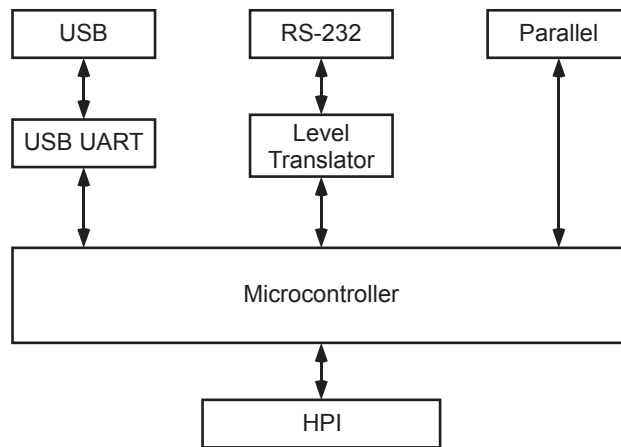 USB
RS-232
Parallel
USB UART
Level
Translator
Microcontroller
HPI